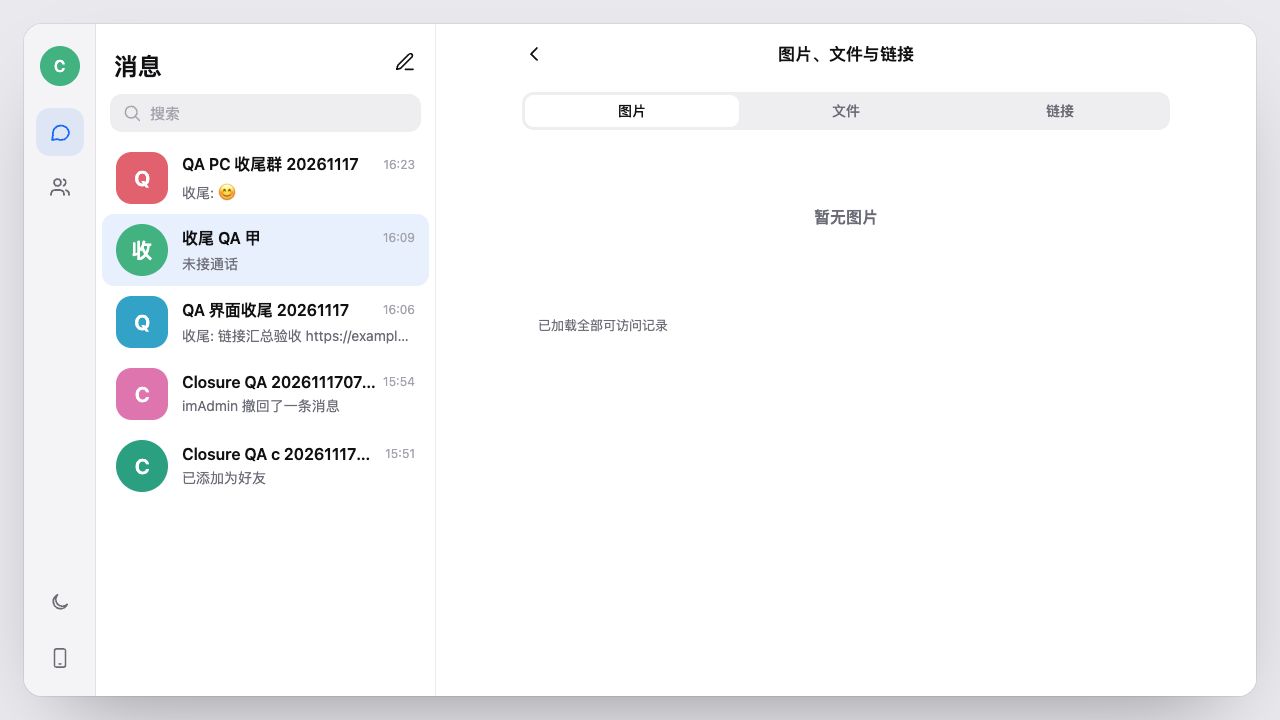 C
消息
搜索
Q
QA PC 收尾群 20261117
16:23
收尾: 😊
收
收尾 QA 甲
16:09
未接通话
Q
QA 界面收尾 20261117
16:06
收尾: 链接汇总验收 https://exampl...
C
Closure QA 2026111707...
15:54
imAdmin 撤回了一条消息
C
Closure QA c 20261117...
15:51
已添加为好友
图片、文件与链接
图片
文件
链接
暂无图片
已加载全部可访问记录